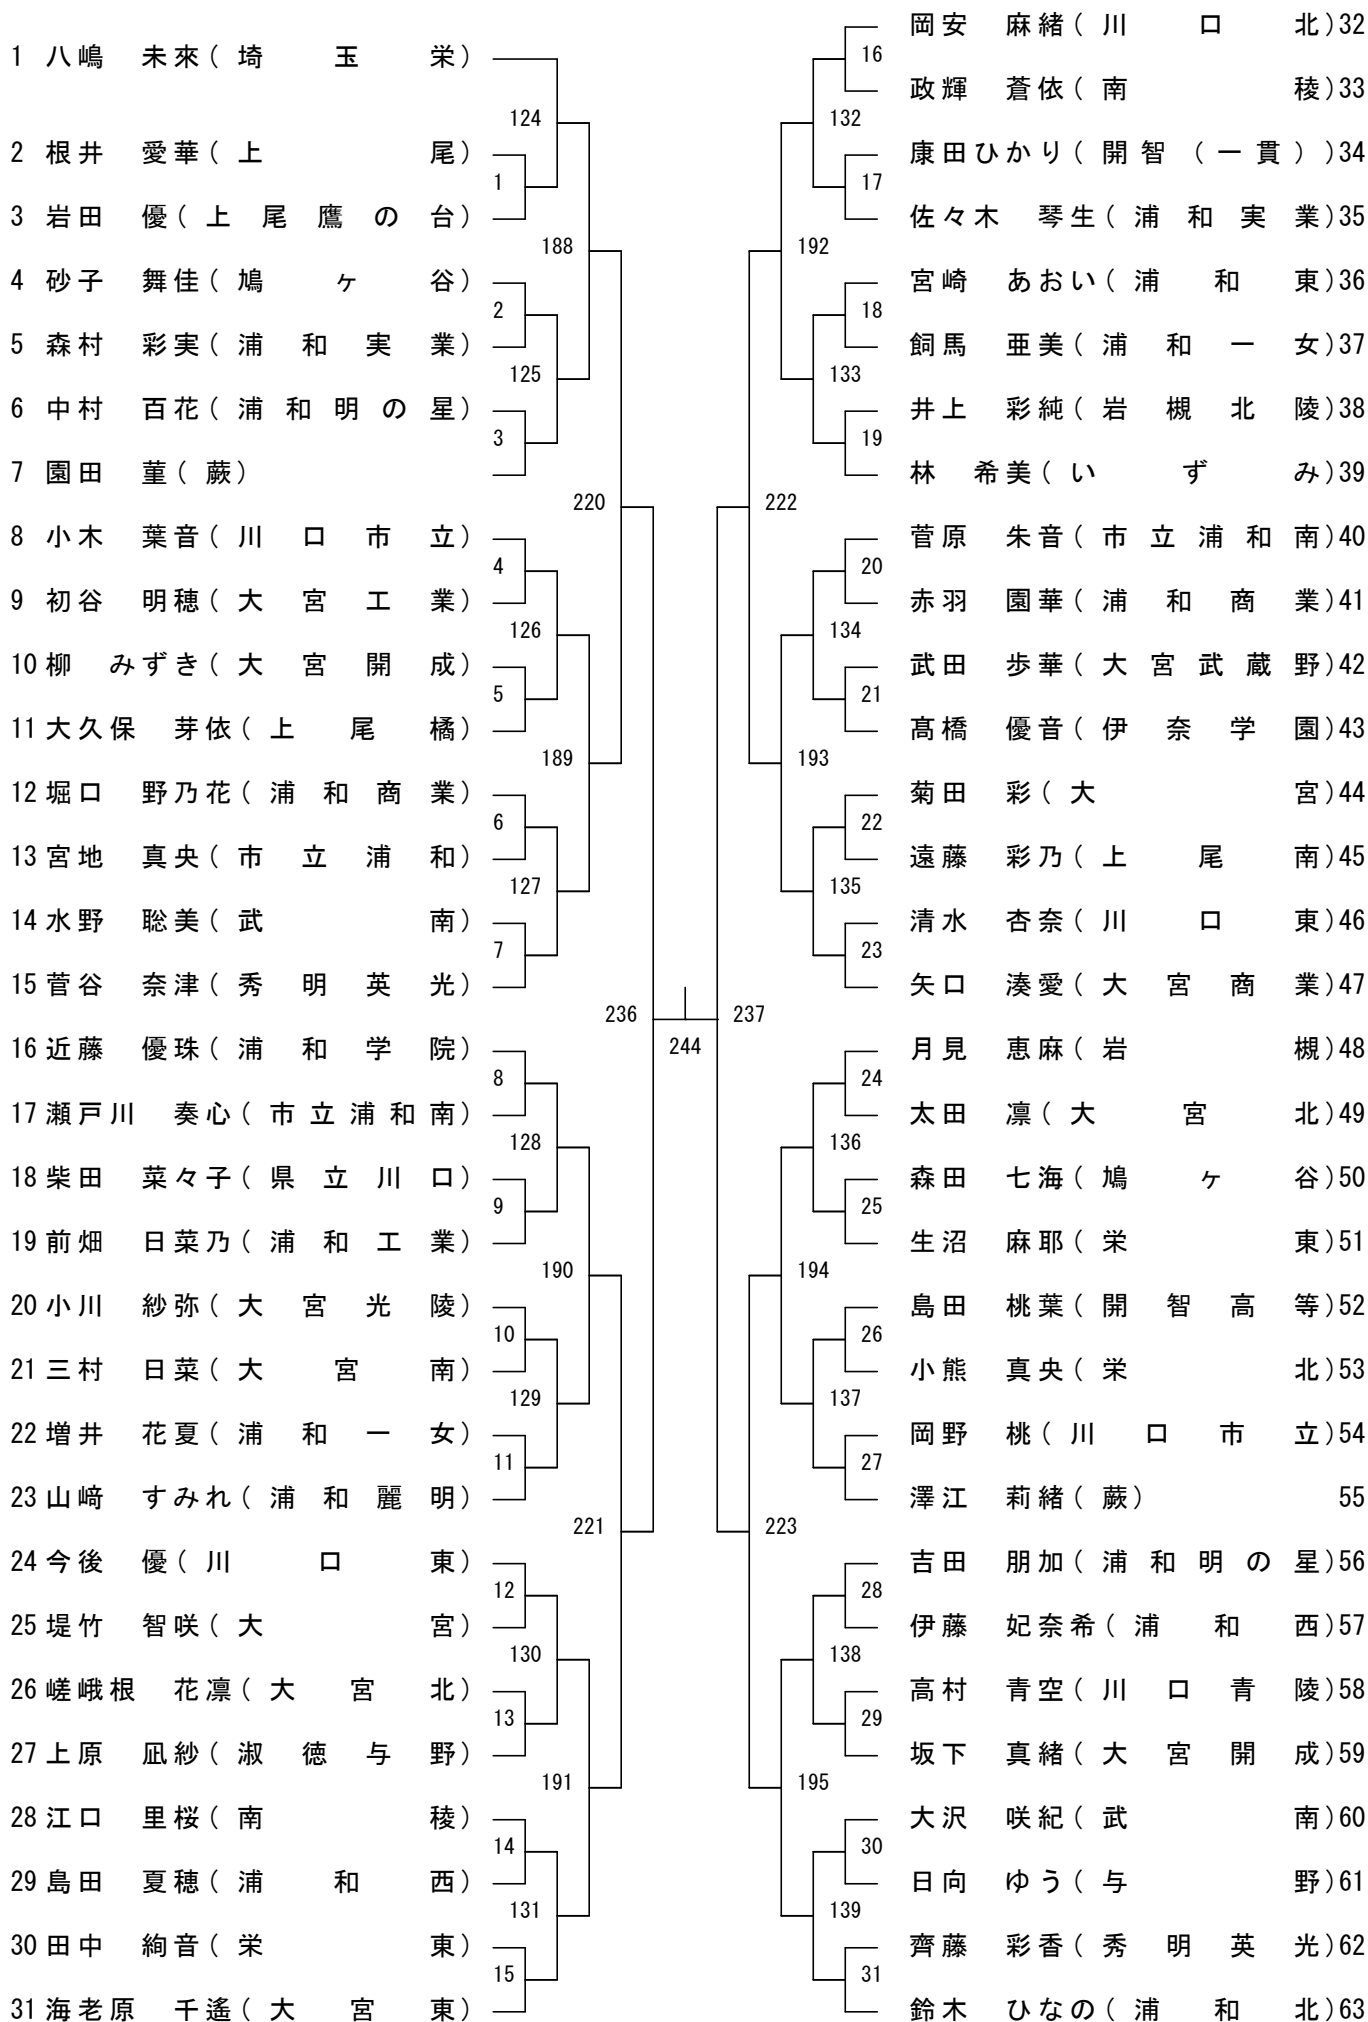 1 八嶋 未來(埼玉栄)
2 根井 愛華(上尾)
3 岩田 優(上尾鷹の台)
4 砂子 舞佳(鳩ヶ谷)
5 森村 彩実(浦和実業)
6 中村 百花(浦和明の星)
7 園田 菫(蕨)
8 小木 葉音(川口市立)
9 初谷 明穂(大宮工業)
10 柳 みずき(大宮開成)
11 大久保 芽依(上尾橘)
12 堀口 野乃花(浦和商業)
13 宮地 真央(市立浦和)
14 水野 聡美(武南)
15 菅谷 奈津(秀明英光)
16 近藤 優珠(浦和学院)
17 瀬戸川 奏心(市立浦和南)
18 柴田 菜々子(県立川口)
19 前畑 日菜乃(浦和工業)
20 小川 紗弥(大宮光陵)
21 三村 日菜(大宮南)
22 増井 花夏(浦和一女)
23 山﨑 すみれ(浦和麗明)
24 今後 優(川口東)
25 堤竹 智咲(大宮)
26 嵯峨根 花凛(大宮北)
27 上原 凪紗(淑徳与野)
28 江口 里桜(南稜)
29 島田 夏穂(浦和西)
30 田中 絢音(栄東)
31 海老原 千遙(大宮東)
1
2
3
4
5
6
7
8
9
10
11
12
13
14
15
124
125
126
127
128
129
130
131
188
189
190
191
220
221
236
244
237
222
223
192
193
194
195
132
133
134
135
136
137
138
139
16
17
18
19
20
21
22
23
24
25
26
27
28
29
30
31
岡安 麻緒(川口北)32
政輝 蒼依(南稜)33
康田ひかり(開智(一貫))34
佐々木 琴生(浦和実業)35
宮崎 あおい(浦和東)36
飼馬 亜美(浦和一女)37
井上 彩純(岩槻北陵)38
林 希美(いずみ)39
菅原 朱音(市立浦和南)40
赤羽 園華(浦和商業)41
武田 歩華(大宮武蔵野)42
髙橋 優音(伊奈学園)43
菊田 彩(大宮)44
遠藤 彩乃(上尾南)45
清水 杏奈(川口東)46
矢口 湊愛(大宮商業)47
月見 恵麻(岩槻)48
太田 凛(大宮北)49
森田 七海(鳩ヶ谷)50
生沼 麻耶(栄東)51
島田 桃葉(開智高等)52
小熊 真央(栄北)53
岡野 桃(川口市立)54
澤江 莉緒(蕨) 55
吉田 朋加(浦和明の星)56
伊藤 妃奈希(浦和西)57
高村 青空(川口青陵)58
坂下 真緒(大宮開成)59
大沢 咲紀(武南)60
日向 ゆう(与野)61
齊藤 彩香(秀明英光)62
鈴木 ひなの(浦和北)63